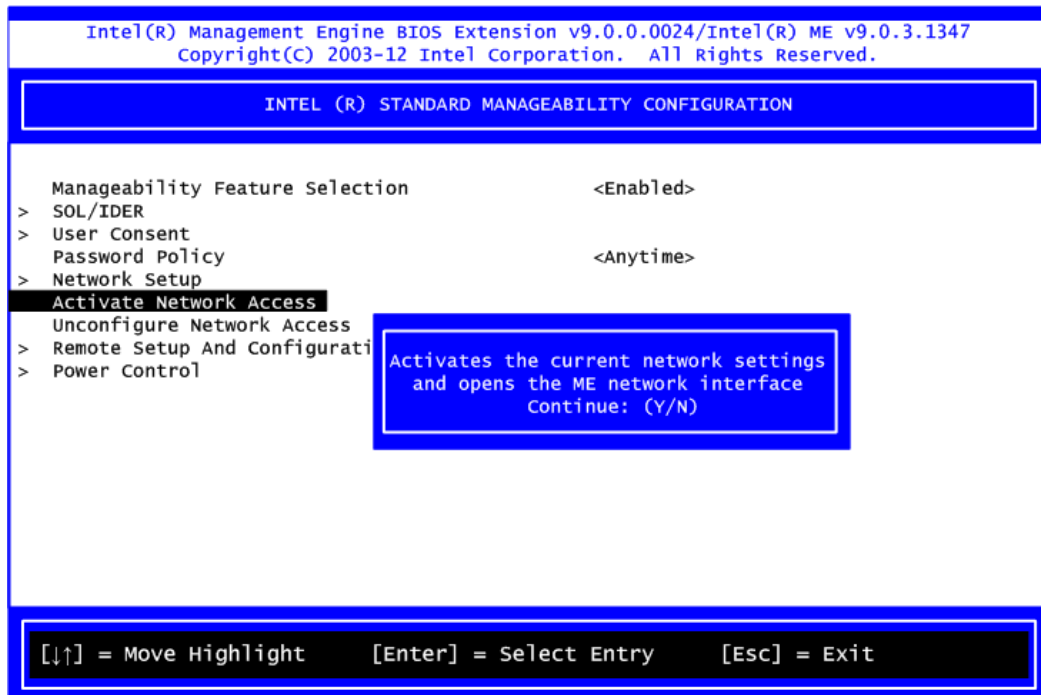 Intel(R) Management Engine BIOS Extension v9.0.0.0024/Intel(R) ME v9.0.3.1347
Copyright(C) 2003-12 Intel Corporation. All Rights Reserved.
INTEL (R) STANDARD MANAGEABILITY CONFIGURATION
Manageability Feature Selection <Enabled>
> SOL/IDER
> User Consent
Password Policy <Anytime>
> Network Setup
Activate Network Access
Unconfigure Network Access
> Remote Setup And Configurati
> Power Control
Activates the current network settings
and opens the ME network interface
Continue: (Y/N)
[↓↑] = Move Highlight [Enter] = Select Entry [Esc] = Exit